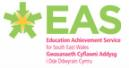 EAS
Education Achievement Service
for South East Wales
Gwasanaeth Cyflawni Addysg
i Dde Ddwyrain Cymru